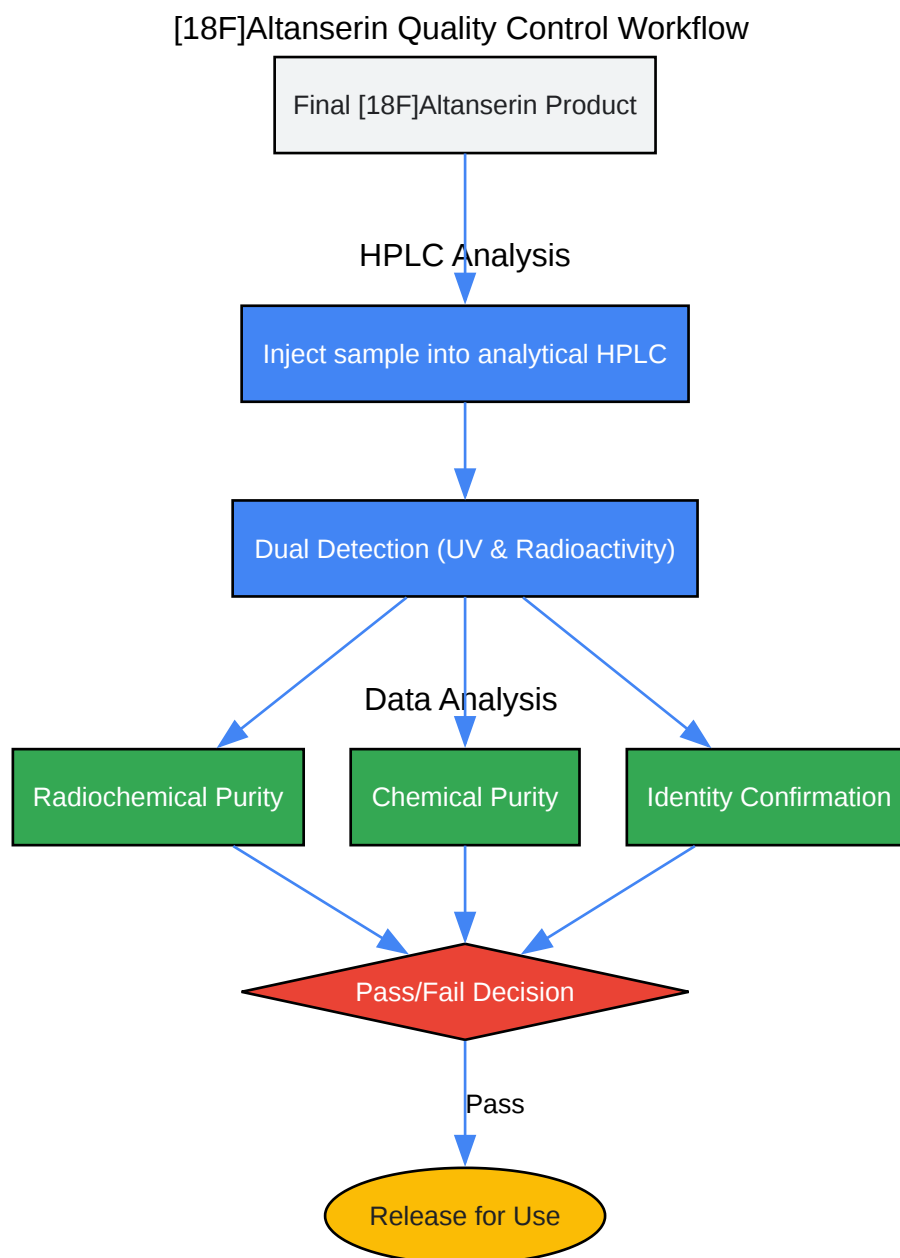 [18F]Altanserin Quality Control Workflow
Final [18F]Altanserin Product
HPLC Analysis
Inject sample into analytical HPLC
Dual Detection (UV & Radioactivity)
Data Analysis
Radiochemical Purity
Chemical Purity
Identity Confirmation
Pass/Fail Decision
Pass
Release for Use